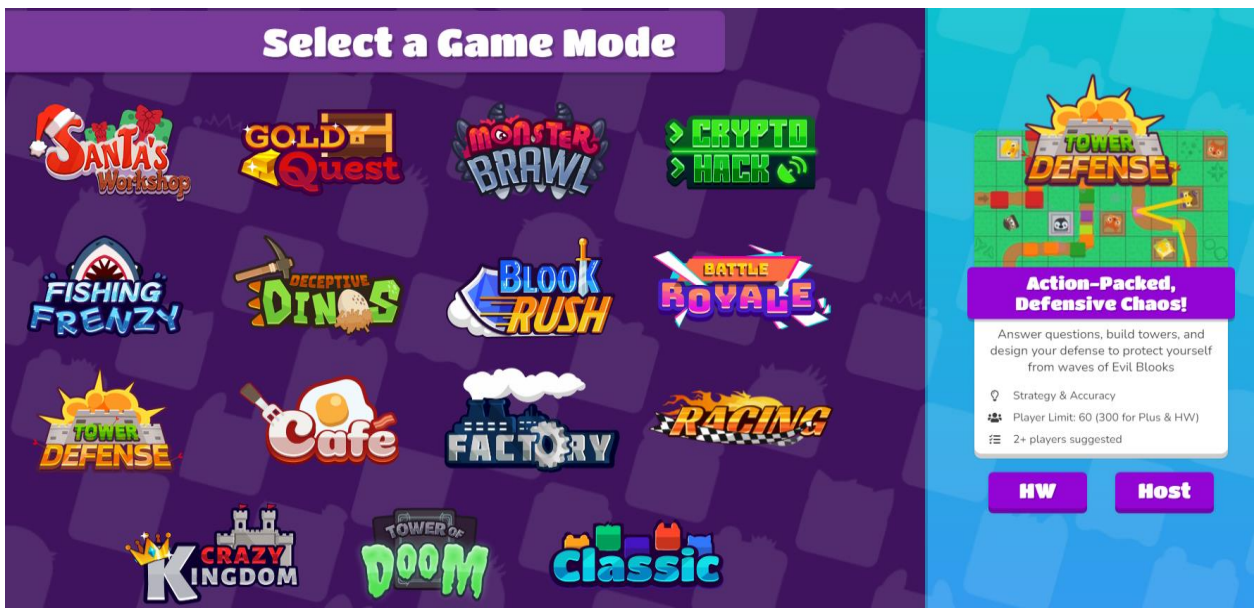 Select a Game Mode
SANTA'S
Workshop
GOLD
Quest
MONSTER
BRAWL
> CRYPTO
> HACK
FISHING
FRENZY
DECEPTIVE
DINOS
BLOOK
RUSH
BATTLE
ROYALE
TOWER
DEFENSE
Cafe
FACTORY
RACING
CRAZY
KINGDOM
TOWER OF
DOOM
Classic
TOWER
DEFENSE
Action-Packed,
Defensive Chaos!
Answer questions, build towers, and
design your defense to protect yourself
from waves of Evil Blooks
Strategy & Accuracy
Player Limit: 60 (300 for Plus & HW)
2+ players suggested
HW
Host